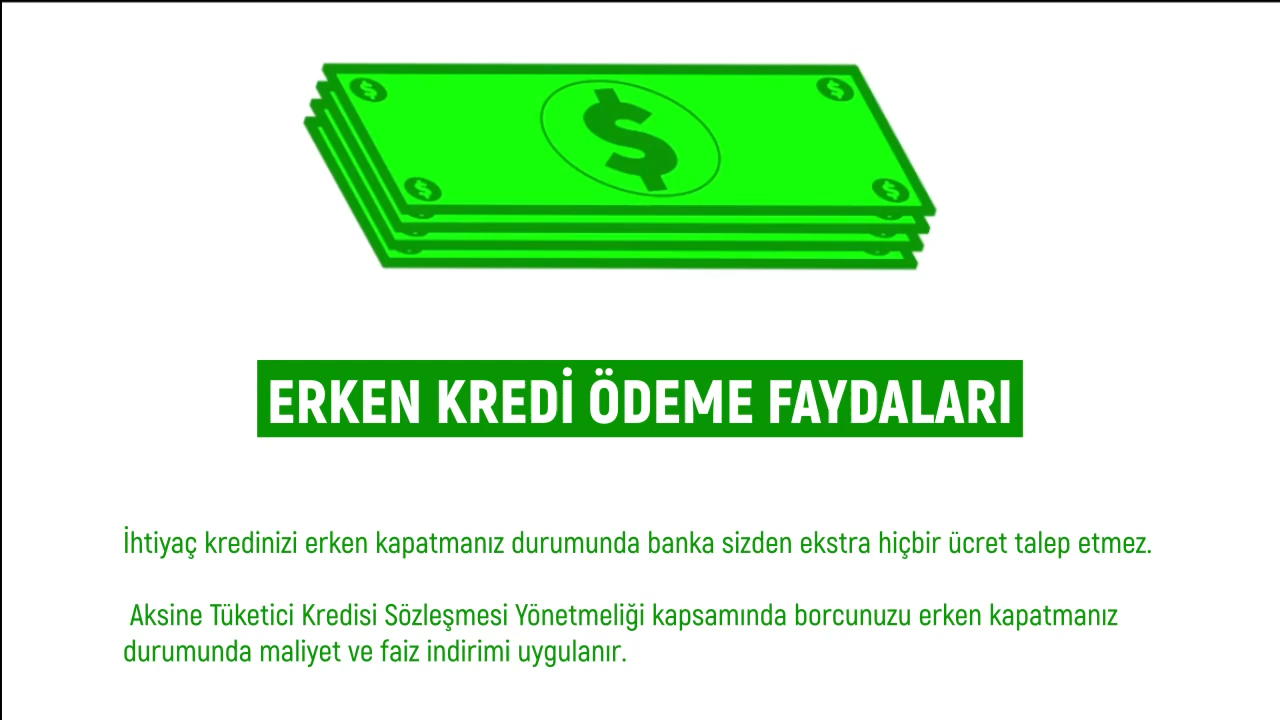 $
$
$
$
$
ERKEN KREDİ ÖDEME FAYDALARI
İhtiyaç kredinizi erken kapatmanız durumunda banka sizden ekstra hiçbir ücret talep etmez.
Aksine Tüketici Kredisi Sözleşmesi Yönetmeliği kapsamında borcunuzu erken kapatmanız
durumunda maliyet ve faiz indirimi uygulanır.